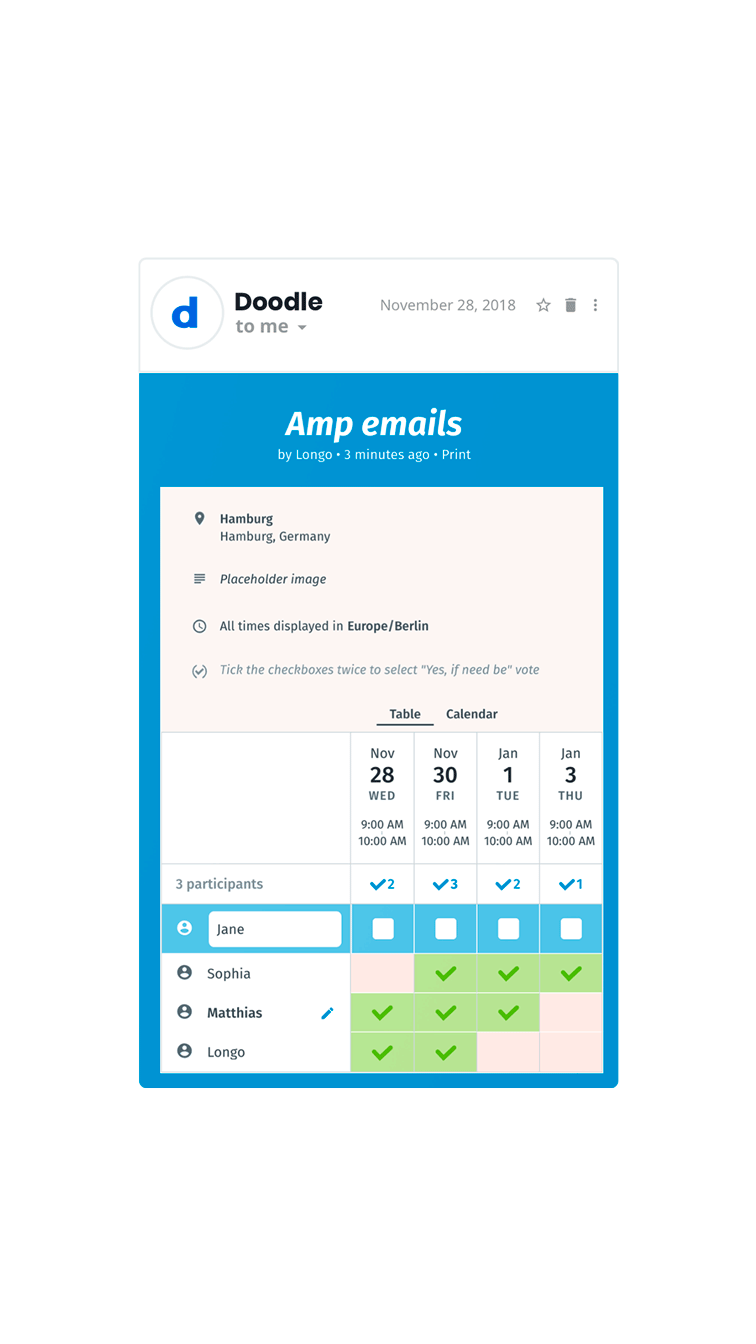 d
Doodle
November 28, 2018
to me
Amp emails
by Longo • 3 minutes ago • Print
Hamburg
Hamburg, Germany
Placeholder image
All times displayed in Europe/Berlin
Tick the checkboxes twice to select "Yes, if need be" vote
Table Calendar
Nov Nov Jan Jan
28 30 1 3
WED FRI TUE THU
9:00 AM 9:00 AM 9:00 AM 9:00 AM
10:00 AM 10:00 AM 10:00 AM 10:00 AM
3 participants 2 3 2 1
Jane
Sophia
Matthias
Longo